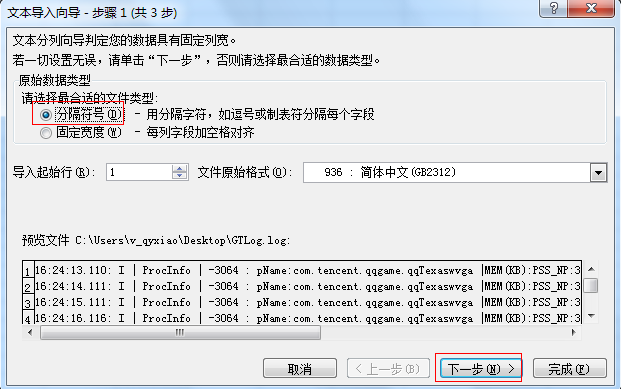 文本导入向导 - 步骤 1 (共 3 步)
文本分列向导判定您的数据具有固定列宽。
若一切设置无误，请单击“下一步”，否则请选择最合适的数据类型。
原始数据类型
请选择最合适的文件类型:
分隔符号(D) - 用分隔字符，如逗号或制表符分隔每个字段
固定宽度(W) - 每列字段加空格对齐
导入起始行(R): 1 文件原始格式(O): 936 : 简体中文(GB2312)
预览文件 C:\Users\v_qyxiao\Desktop\GTLog.log:
1 16:24:13.110: I | ProcInfo | -3064 : pName:com.tencent.qqgame.qqTexaswvga |MEM(KB):PSS_NP:3
2 16:24:14.111: I | ProcInfo | -3064 : pName:com.tencent.qqgame.qqTexaswvga |MEM(KB):PSS_NP:3
3 16:24:15.111: I | ProcInfo | -3064 : pName:com.tencent.qqgame.qqTexaswvga |MEM(KB):PSS_NP:3
4 16:24:16.116: I | ProcInfo | -3064 : pName:com.tencent.qqgame.qqTexaswvga |MEM(KB):PSS_NP:3
取消 < 上一步(B) 下一步(N) > 完成(F)